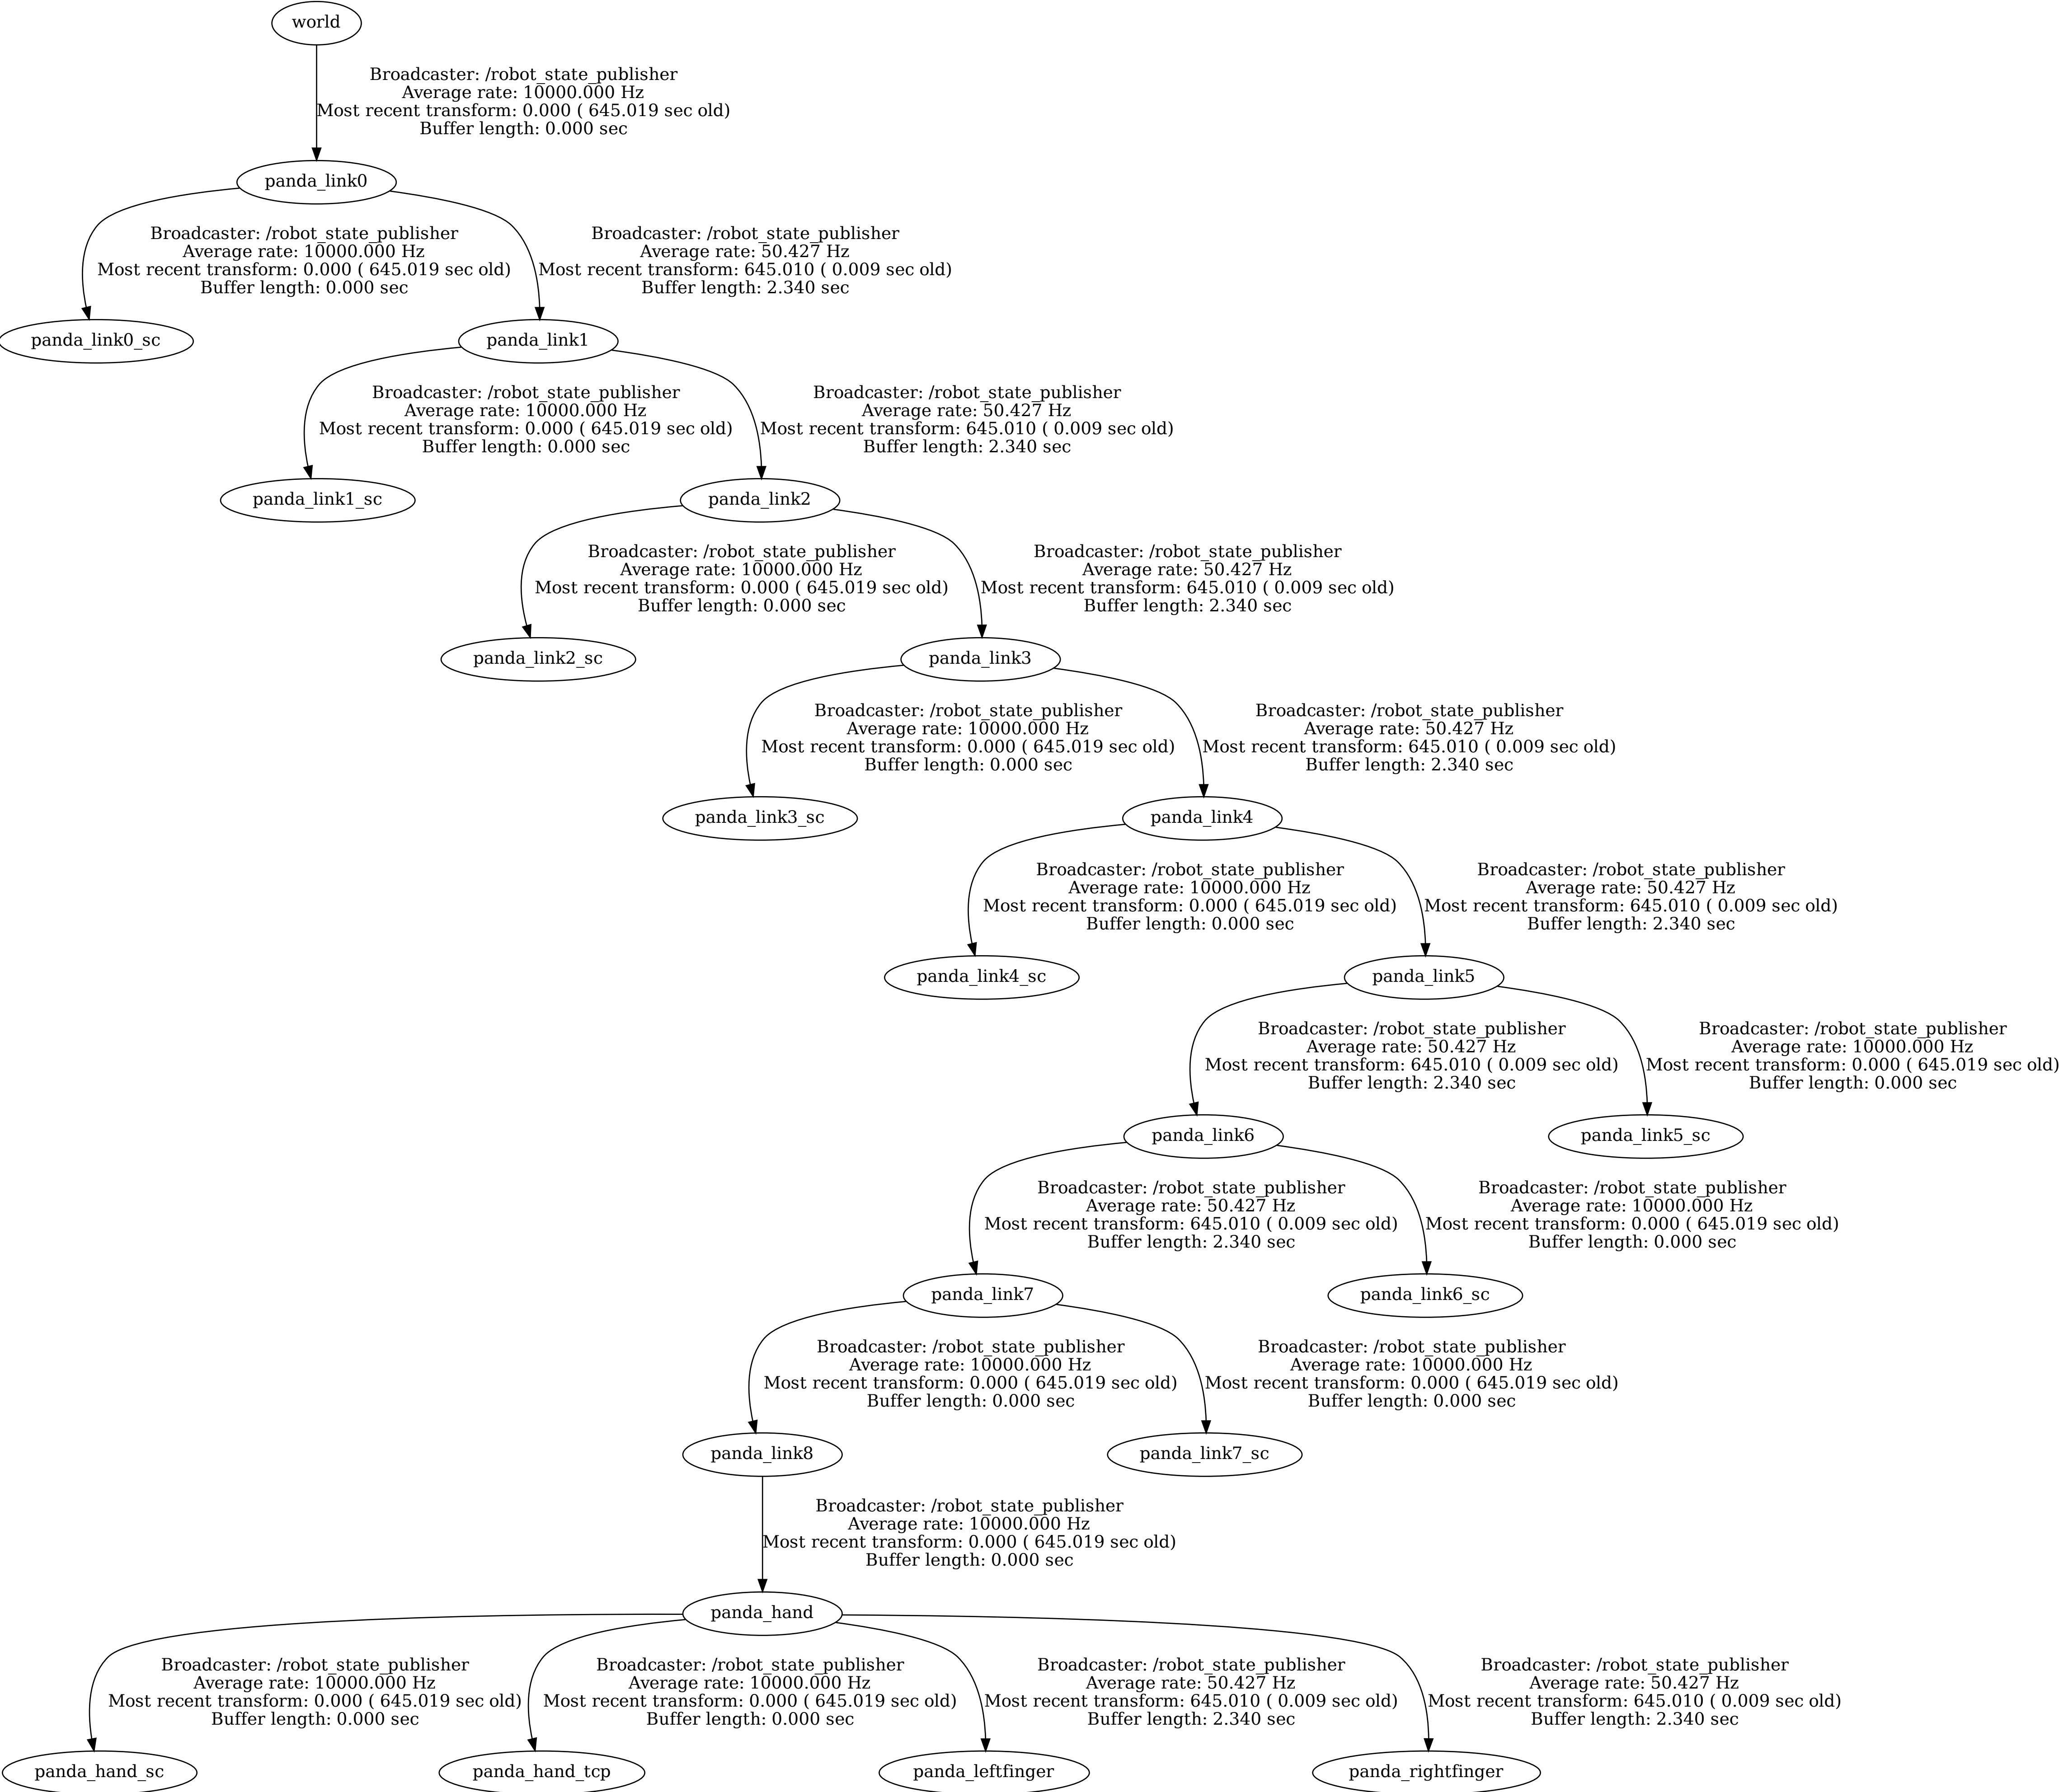 world
Broadcaster: /robot_state_publisher
Average rate: 10000.000 Hz
Most recent transform: 0.000 ( 645.019 sec old)
Buffer length: 0.000 sec
panda_link0
Broadcaster: /robot_state_publisher
Average rate: 10000.000 Hz
Most recent transform: 0.000 ( 645.019 sec old)
Buffer length: 0.000 sec
Broadcaster: /robot_state_publisher
Average rate: 50.427 Hz
Most recent transform: 645.010 ( 0.009 sec old)
Buffer length: 2.340 sec
panda_link0_sc
panda_link1
Broadcaster: /robot_state_publisher
Average rate: 10000.000 Hz
Most recent transform: 0.000 ( 645.019 sec old)
Buffer length: 0.000 sec
Broadcaster: /robot_state_publisher
Average rate: 50.427 Hz
Most recent transform: 645.010 ( 0.009 sec old)
Buffer length: 2.340 sec
panda_link1_sc
panda_link2
Broadcaster: /robot_state_publisher
Average rate: 10000.000 Hz
Most recent transform: 0.000 ( 645.019 sec old)
Buffer length: 0.000 sec
Broadcaster: /robot_state_publisher
Average rate: 50.427 Hz
Most recent transform: 645.010 ( 0.009 sec old)
Buffer length: 2.340 sec
panda_link2_sc
panda_link3
Broadcaster: /robot_state_publisher
Average rate: 10000.000 Hz
Most recent transform: 0.000 ( 645.019 sec old)
Buffer length: 0.000 sec
Broadcaster: /robot_state_publisher
Average rate: 50.427 Hz
Most recent transform: 645.010 ( 0.009 sec old)
Buffer length: 2.340 sec
panda_link3_sc
panda_link4
Broadcaster: /robot_state_publisher
Average rate: 10000.000 Hz
Most recent transform: 0.000 ( 645.019 sec old)
Buffer length: 0.000 sec
Broadcaster: /robot_state_publisher
Average rate: 50.427 Hz
Most recent transform: 645.010 ( 0.009 sec old)
Buffer length: 2.340 sec
panda_link4_sc
panda_link5
Broadcaster: /robot_state_publisher
Average rate: 50.427 Hz
Most recent transform: 645.010 ( 0.009 sec old)
Buffer length: 2.340 sec
Broadcaster: /robot_state_publisher
Average rate: 10000.000 Hz
Most recent transform: 0.000 ( 645.019 sec old)
Buffer length: 0.000 sec
panda_link6
panda_link5_sc
Broadcaster: /robot_state_publisher
Average rate: 50.427 Hz
Most recent transform: 645.010 ( 0.009 sec old)
Buffer length: 2.340 sec
Broadcaster: /robot_state_publisher
Average rate: 10000.000 Hz
Most recent transform: 0.000 ( 645.019 sec old)
Buffer length: 0.000 sec
panda_link7
panda_link6_sc
Broadcaster: /robot_state_publisher
Average rate: 10000.000 Hz
Most recent transform: 0.000 ( 645.019 sec old)
Buffer length: 0.000 sec
Broadcaster: /robot_state_publisher
Average rate: 10000.000 Hz
Most recent transform: 0.000 ( 645.019 sec old)
Buffer length: 0.000 sec
panda_link8
panda_link7_sc
Broadcaster: /robot_state_publisher
Average rate: 10000.000 Hz
Most recent transform: 0.000 ( 645.019 sec old)
Buffer length: 0.000 sec
panda_hand
Broadcaster: /robot_state_publisher
Average rate: 10000.000 Hz
Most recent transform: 0.000 ( 645.019 sec old)
Buffer length: 0.000 sec
Broadcaster: /robot_state_publisher
Average rate: 10000.000 Hz
Most recent transform: 0.000 ( 645.019 sec old)
Buffer length: 0.000 sec
Broadcaster: /robot_state_publisher
Average rate: 50.427 Hz
Most recent transform: 645.010 ( 0.009 sec old)
Buffer length: 2.340 sec
Broadcaster: /robot_state_publisher
Average rate: 50.427 Hz
Most recent transform: 645.010 ( 0.009 sec old)
Buffer length: 2.340 sec
panda_hand_sc
panda_hand_tcp
panda_leftfinger
panda_rightfinger